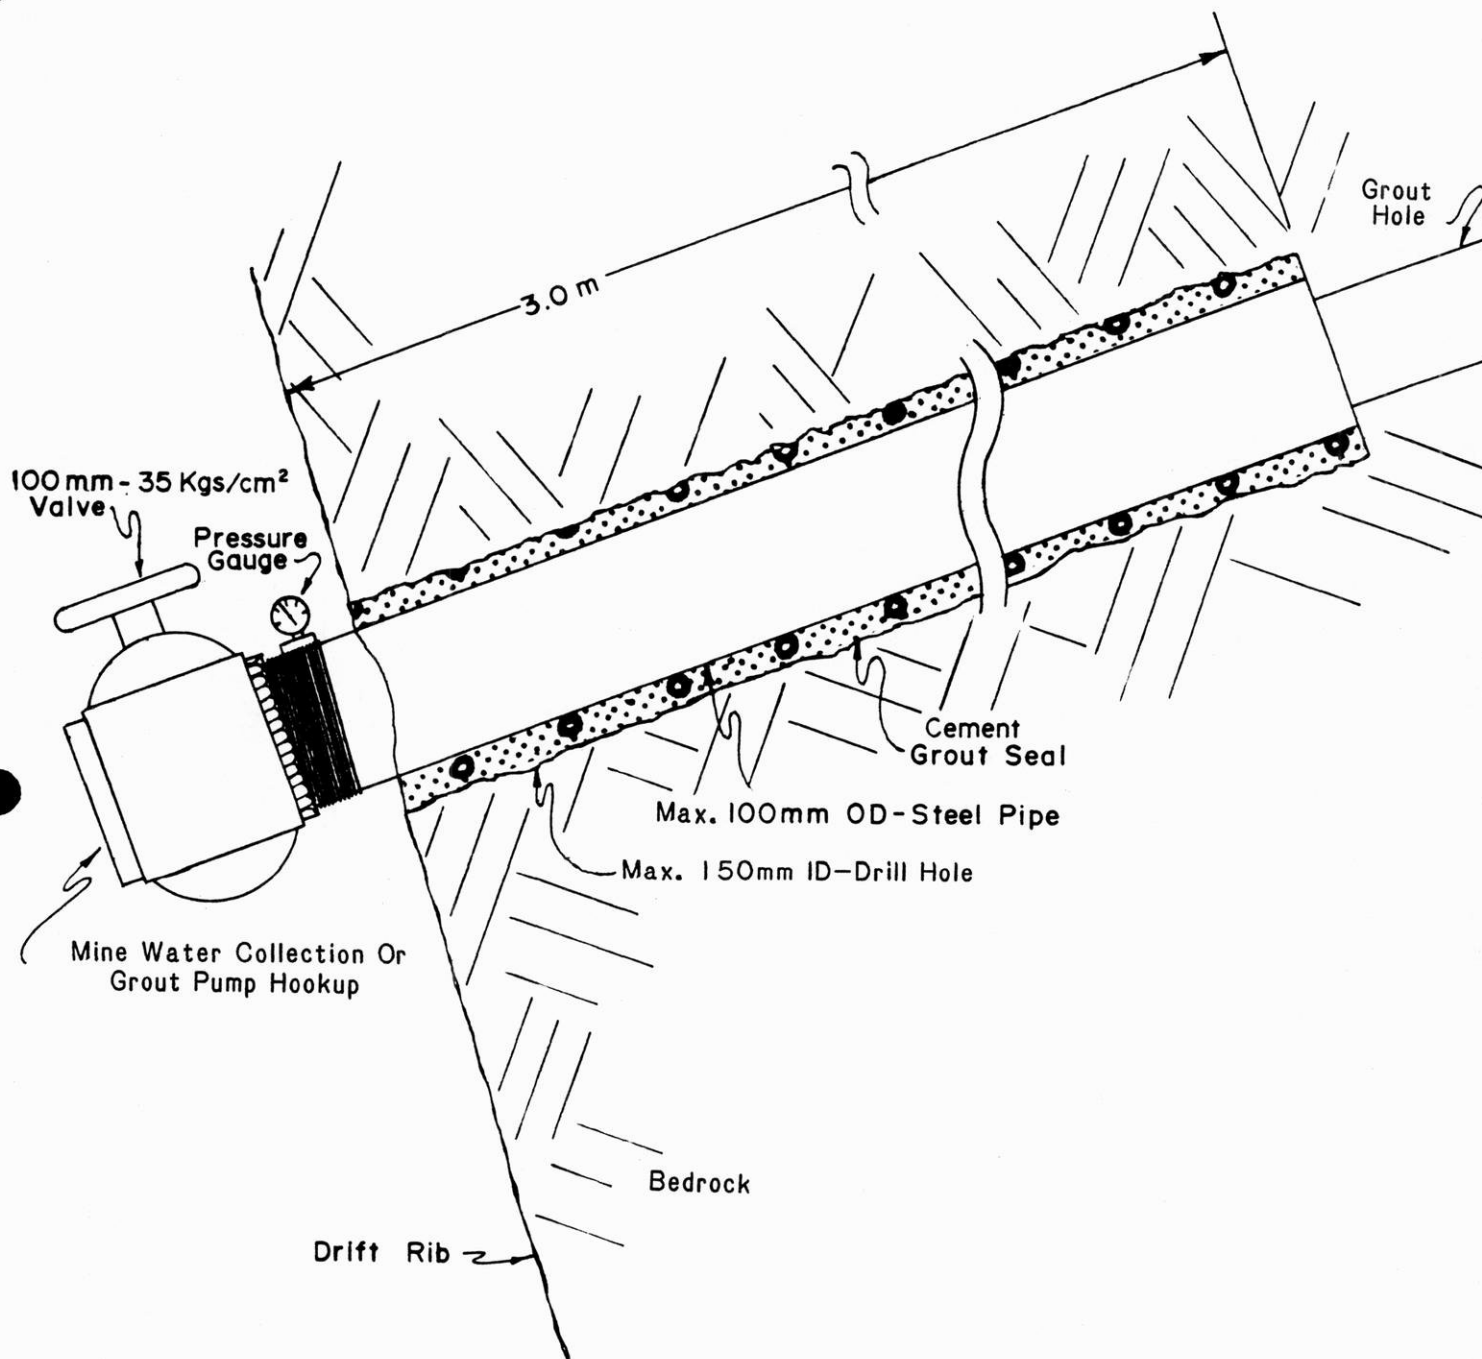 Grout
Hole
3.0 m
100 mm - 35 Kgs/cm²
Valve
Pressure
Gauge
Cement
Grout Seal
Max. 100mm OD-Steel Pipe
Max. 150mm ID-Drill Hole
Mine Water Collection Or
Grout Pump Hookup
Bedrock
Drift Rib